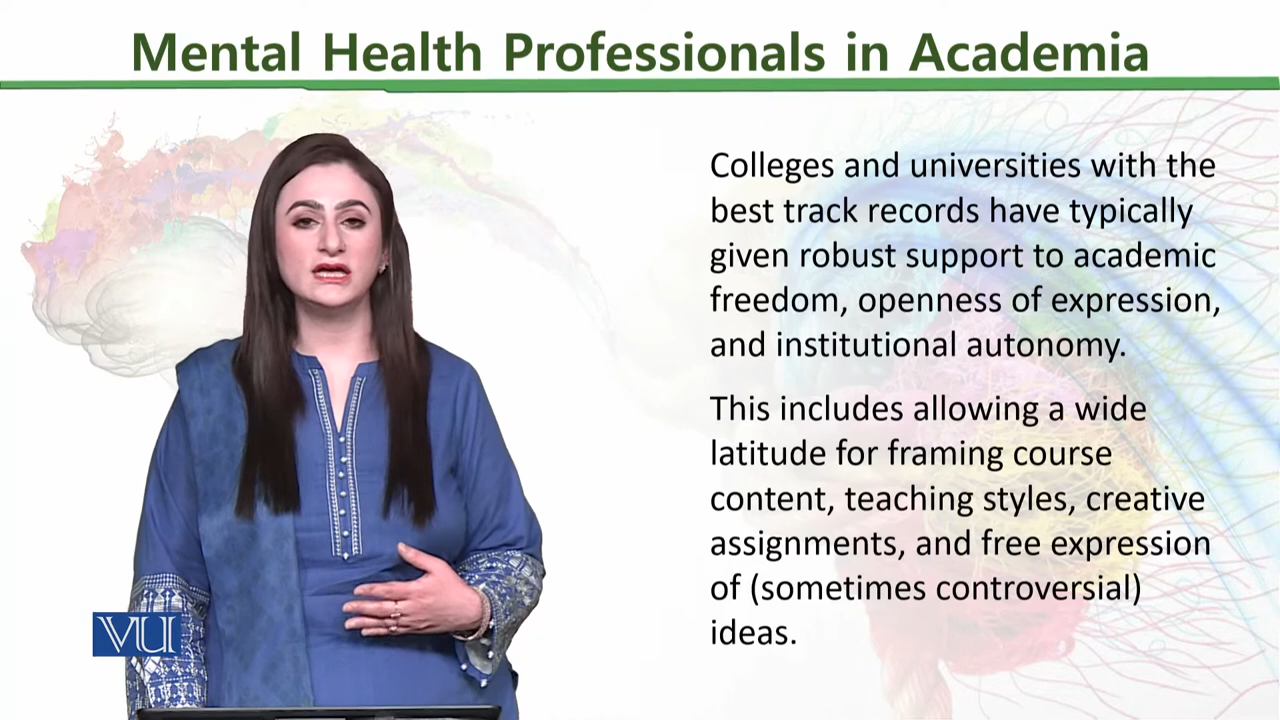 Mental Health Professionals in Academia
Colleges and universities with the
best track records have typically
given robust support to academic
freedom, openness of expression,
and institutional autonomy.
This includes allowing a wide
latitude for framing course
content, teaching styles, creative
assignments, and free expression
of (sometimes controversial)
ideas.
VU